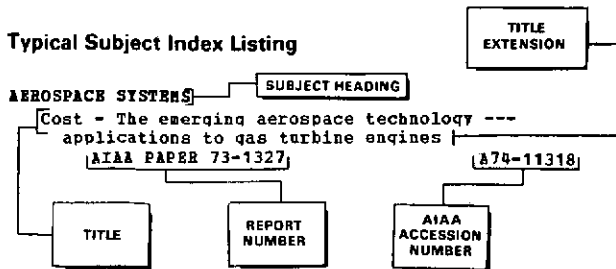 TITLE
EXTENSION
Typical Subject Index Listing
SUBJECT HEADING
AEROSPACE SYSTEMS
Cost - The emerging aerospace technology ---
applications to gas turbine engines
AIAA PAPER 73-1327
A74-11318
TITLE
REPORT
NUMBER
AIAA
ACCESSION
NUMBER